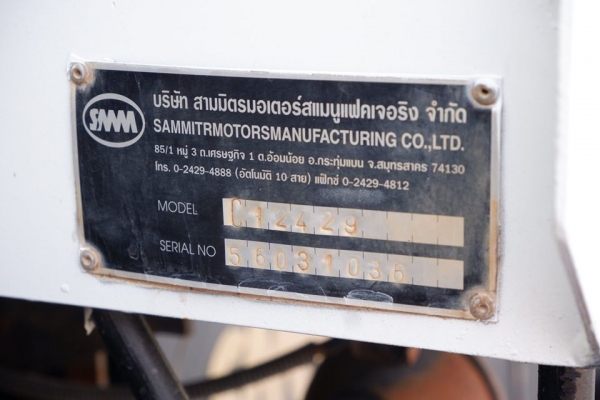 SMM
บริษัท สามมิตรมอเตอร์สแมนูแฟคเจอริง จำกัด
SAMMITRMOTORSMANUFACTURING CO.,LTD.
85/1 หมู่ 3 ถ.เศรษฐกิจ 1 ต.อ้อมน้อย อ.กระทุ่มแบน จ.สมุทรสาคร 74130
โทร. 0-2429-4888 (อัตโนมัติ 10 สาย) แฟ็กซ์ 0-2429-4812
MODEL C12429
SERIAL NO 56031036